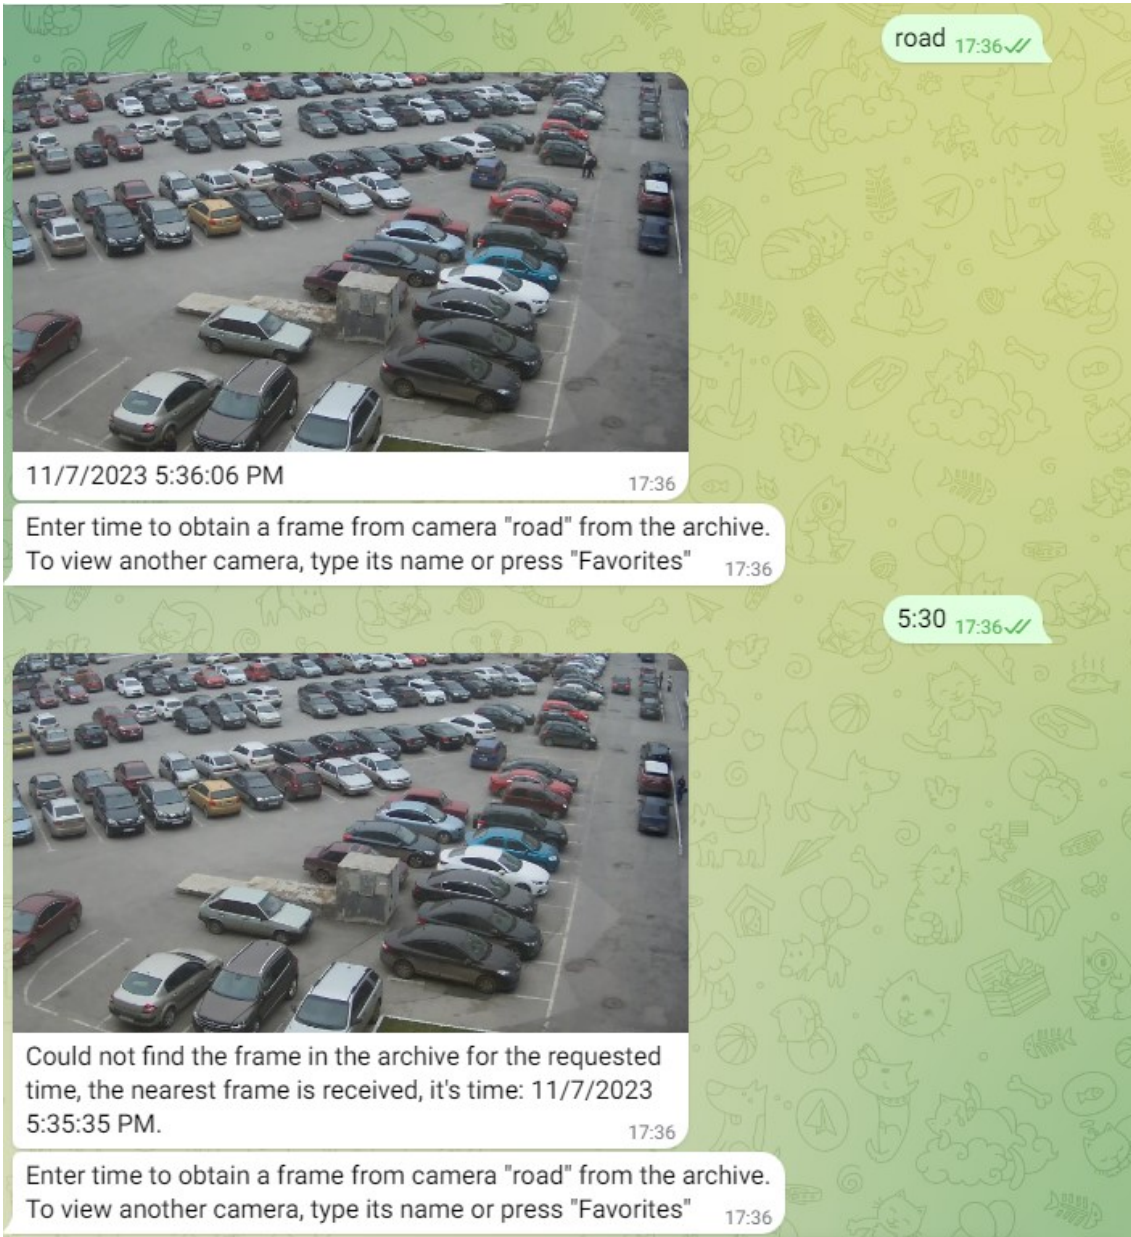 road 17:36
11/7/2023 5:36:06 PM
17:36
Enter time to obtain a frame from camera "road" from the archive.
To view another camera, type its name or press "Favorites" 17:36
5:30 17:36
Could not find the frame in the archive for the requested
time, the nearest frame is received, it's time: 11/7/2023
5:35:35 PM.
17:36
Enter time to obtain a frame from camera "road" from the archive.
To view another camera, type its name or press "Favorites" 17:36